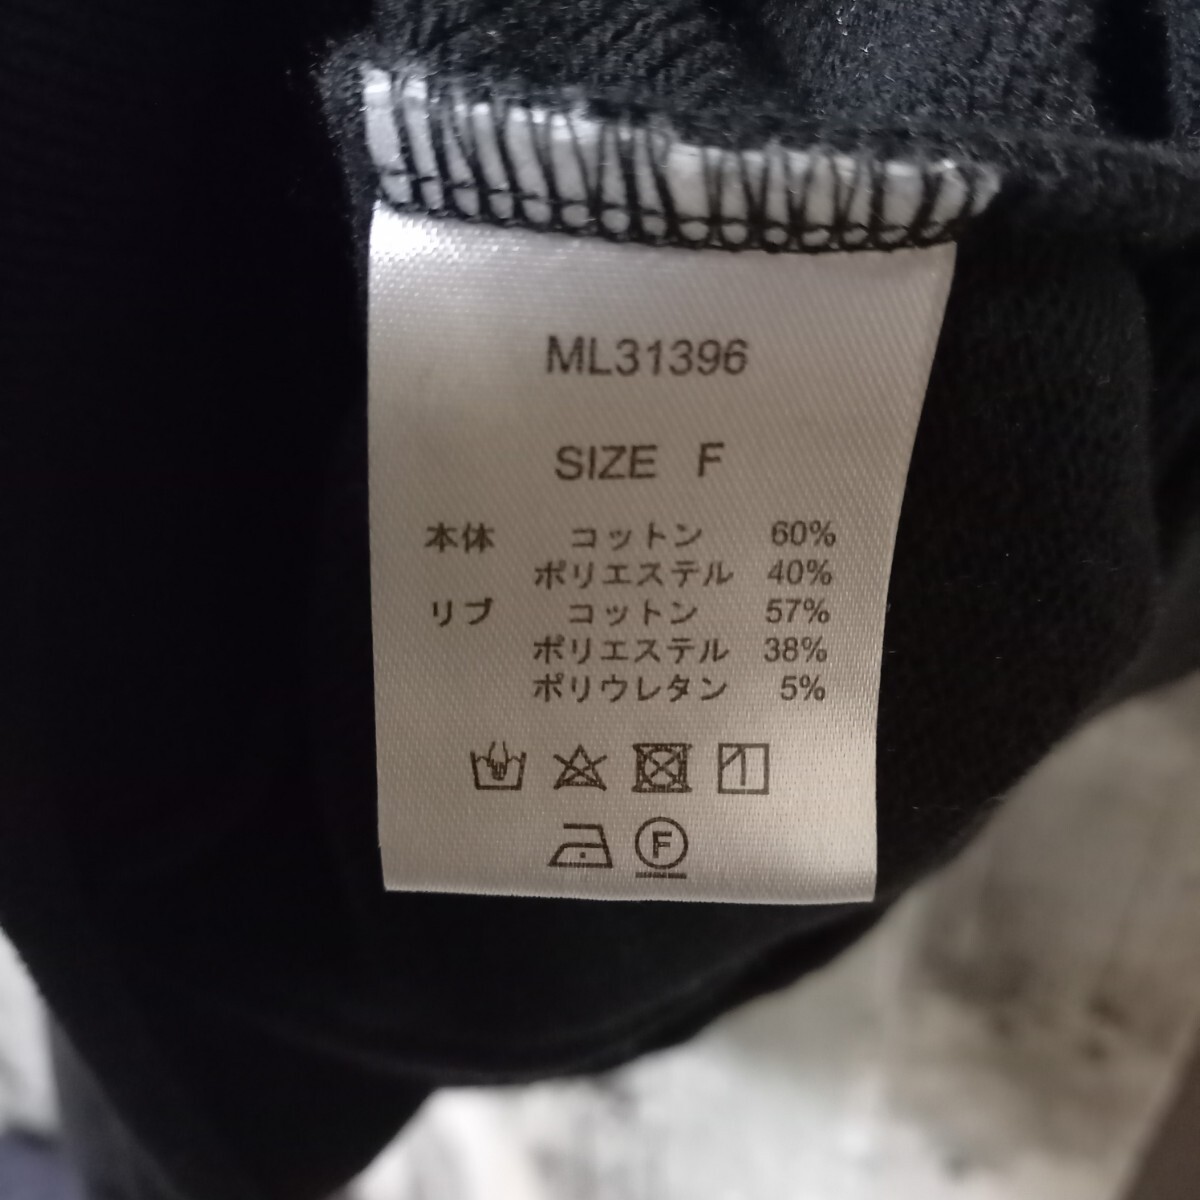 ML31396
SIZE F
本体 コットン 60%
ポリエステル 40%
リブ コットン 57%
ポリエステル 38%
ポリウレタン 5%
F